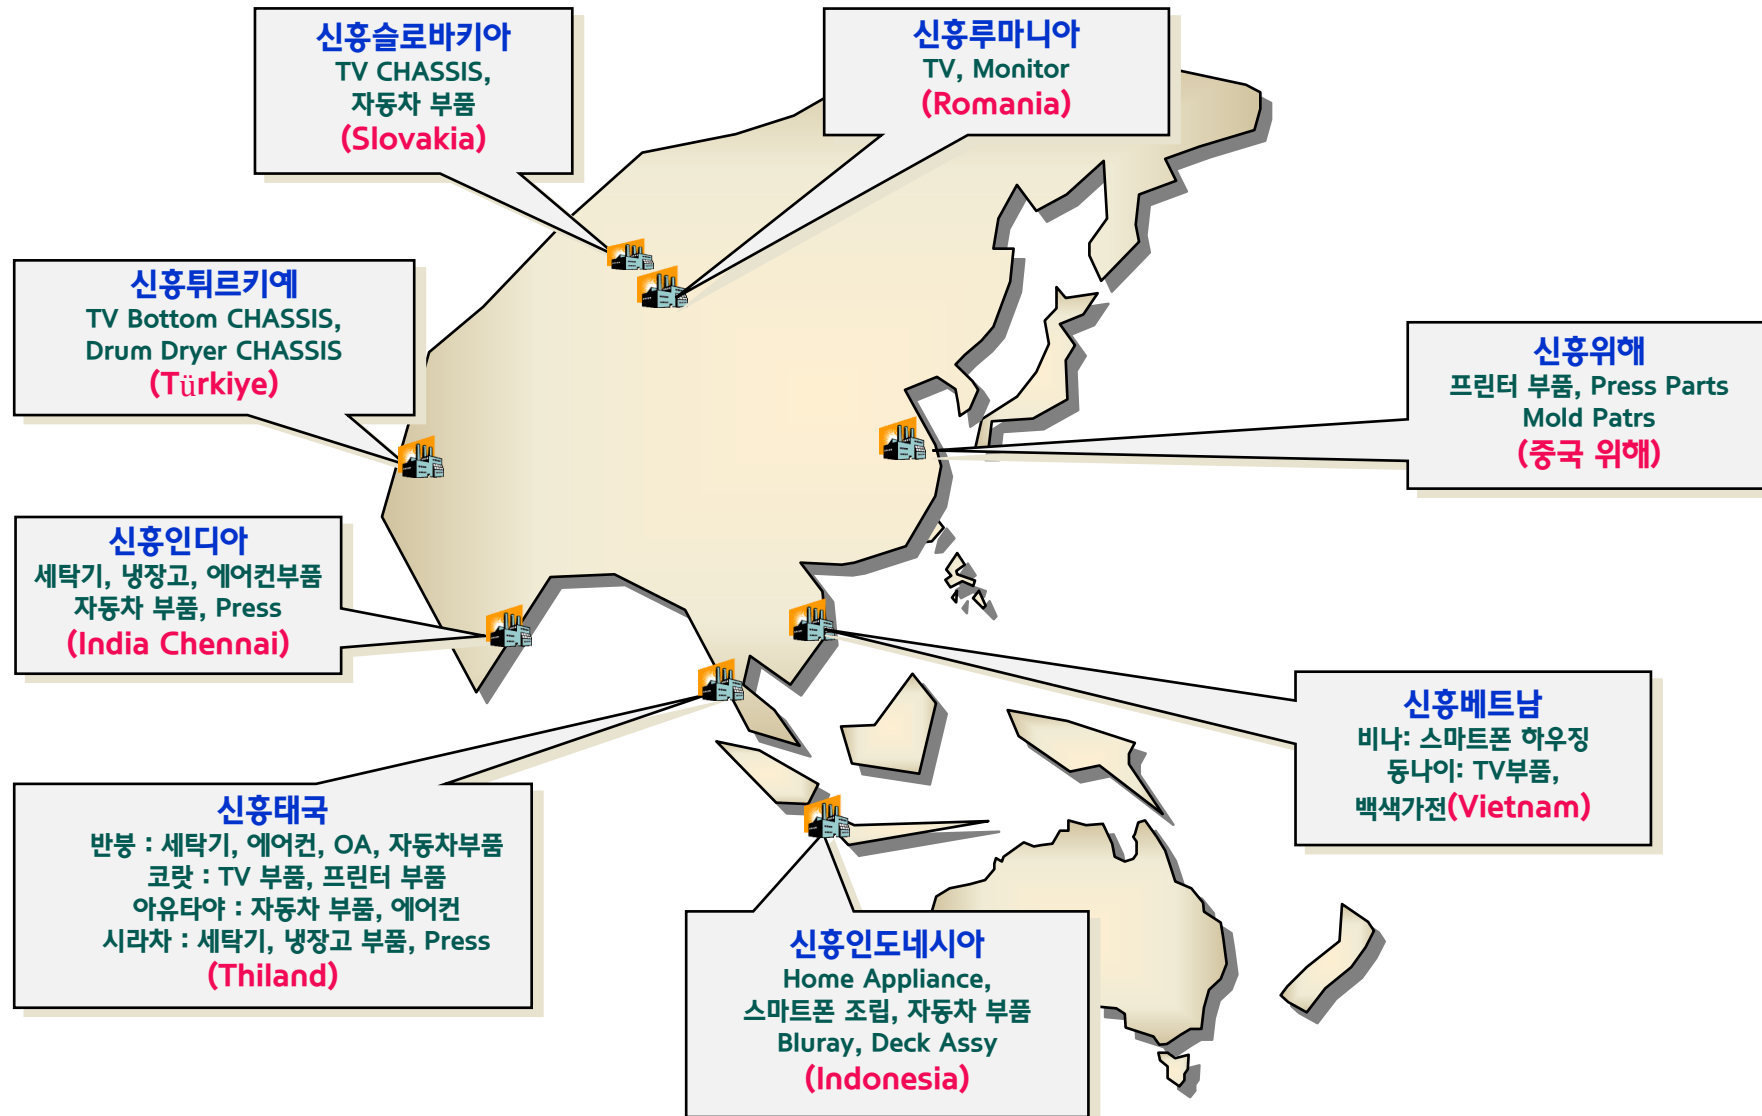 신흥슬로바키아
TV CHASSIS,
자동차 부품
(Slovakia)
신흥루마니아
TV, Monitor
(Romania)
신흥튀르키예
TV Bottom CHASSIS,
Drum Dryer CHASSIS
(Türkiye)
신흥위해
프린터 부품, Press Parts
Mold Patrs
(중국 위해)
신흥인디아
세탁기, 냉장고, 에어컨부품
자동차 부품, Press
(India Chennai)
신흥베트남
비나: 스마트폰 하우징
동나이: TV부품,
백색가전(Vietnam)
신흥태국
반붕 : 세탁기, 에어컨, OA, 자동차부품
코랏 : TV 부품, 프린터 부품
아유타야 : 자동차 부품, 에어컨
시라차 : 세탁기, 냉장고 부품, Press
(Thiland)
신흥인도네시아
Home Appliance,
스마트폰 조립, 자동차 부품
Bluray, Deck Assy
(Indonesia)